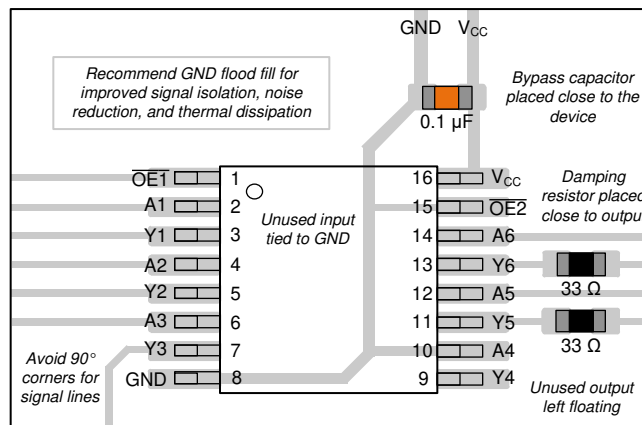 GND V_CC
Recommend GND flood fill for
improved signal isolation, noise
reduction, and thermal dissipation
Bypass capacitor
placed close to the
device
0.1 µF
O̅E̅1̅ 1
A1 2
Y1 3
A2 4
Y2 5
A3 6
Y3 7
GND 8
Unused input
tied to GND
16 V_CC
15 O̅E̅2̅
14 A6
13 Y6
12 A5
11 Y5
10 A4
9 Y4
Damping
resistor placed
close to output
33 Ω
33 Ω
Avoid 90°
corners for
signal lines
Unused output
left floating